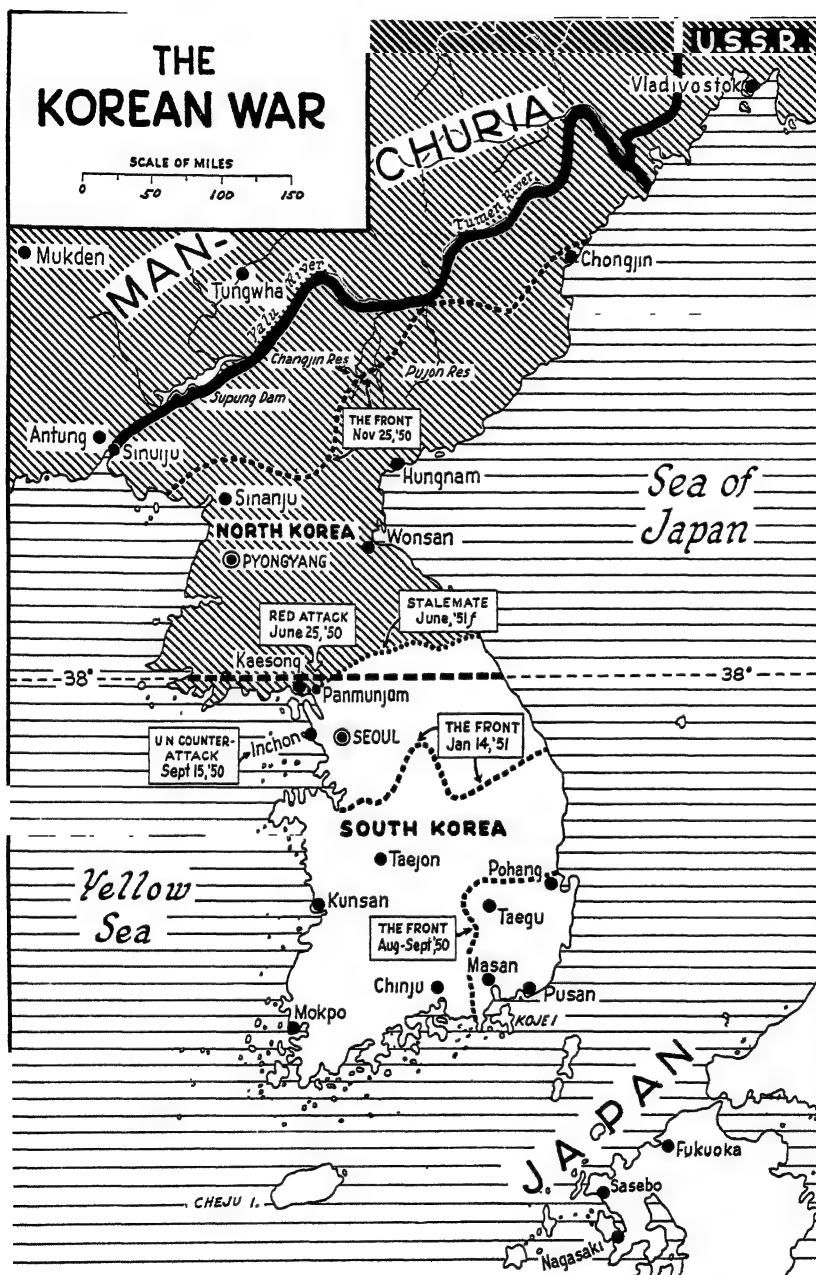 THE
KOREAN WAR
SCALE OF MILES
0 50 100 150
U.S.S.R.
Vladivostok
MAN-
CHURIA
Tumen River
Mukden
Tungwha
Yalu River
Chongjin
Changjin Res
Pujon Res
Supung Dam
THE FRONT
Nov 25,'50
Antung
Sinuiju
Hungnam
Sinanju
Sea of
Japan
NORTH KOREA
Wonsan
PYONGYANG
RED ATTACK
June 25,'50
STALEMATE
June,'51f
Kaesong
38°
38°
Panmunjom
UN COUNTER-
ATTACK
Sept 15,'50
Inchon
SEOUL
THE FRONT
Jan 14,'51
SOUTH KOREA
Taejon
Pohang
Yellow
Sea
Kunsan
Taegu
THE FRONT
Aug-Sept,'50
Masan
Chinju
Pusan
Mokpo
KOJE I
JAPAN
Fukuoka
Sasebo
CHEJU I.
Nagasaki